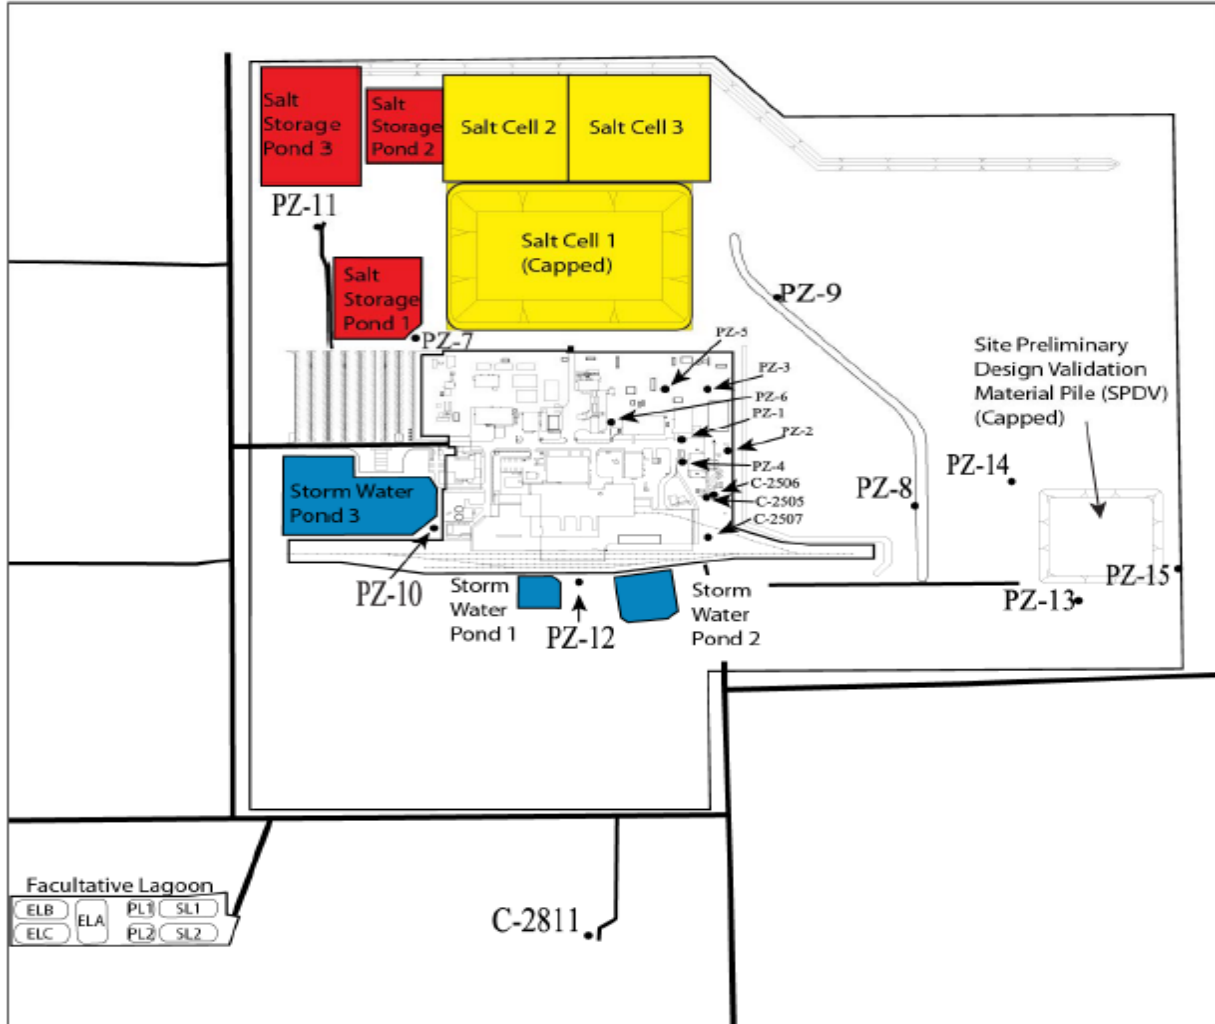 Salt
Storage
Pond 3
Salt
Storage
Pond 2
Salt Cell 2
Salt Cell 3
PZ-11
Salt Cell 1
(Capped)
Salt
Storage
Pond 1
PZ-7
PZ-9
PZ-5
PZ-3
PZ-6
PZ-1
PZ-2
PZ-4
C-2506
C-2505
C-2507
Site Preliminary
Design Validation
Material Pile (SPDV)
(Capped)
PZ-14
PZ-8
PZ-15
PZ-13
Storm Water
Pond 3
PZ-10
Storm
Water
Pond 1
PZ-12
Storm
Water
Pond 2
Facultative Lagoon
ELB
ELA
PL1
SL1
ELC
PL2
SL2
C-2811